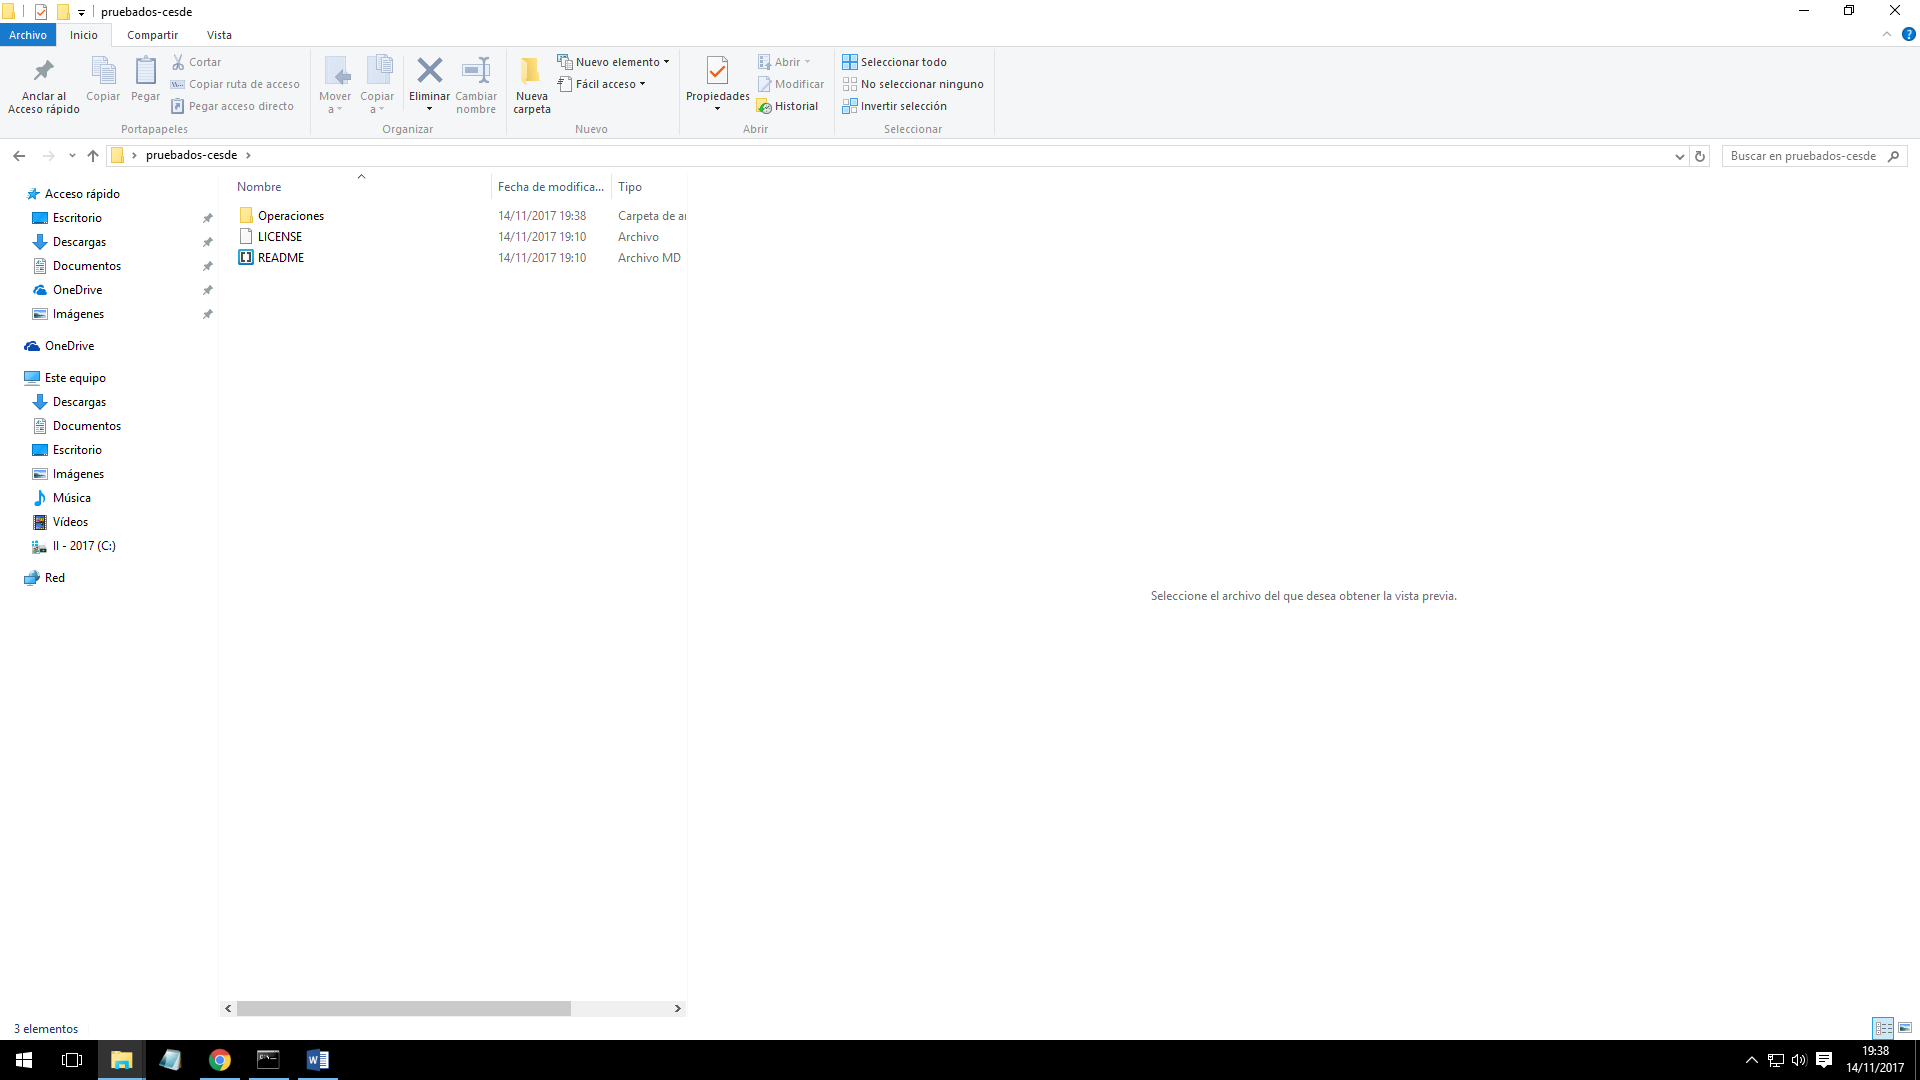 pruebados-cesde
Archivo Inicio Compartir Vista
Anclar al Acceso rápido
Copiar
Pegar
Cortar
Copiar ruta de acceso
Pegar acceso directo
Portapapeles
Mover a
Copiar a
Eliminar
Cambiar nombre
Organizar
Nueva carpeta
Nuevo elemento
Fácil acceso
Nuevo
Propiedades
Abrir
Modificar
Historial
Abrir
Seleccionar todo
No seleccionar ninguno
Invertir selección
Seleccionar
pruebados-cesde
Buscar en pruebados-cesde
Acceso rápido
Escritorio
Descargas
Documentos
OneDrive
Imágenes
OneDrive
Este equipo
Descargas
Documentos
Escritorio
Imágenes
Música
Vídeos
II - 2017 (C:)
Red
Nombre Fecha de modifica... Tipo
Operaciones 14/11/2017 19:38 Carpeta de a
LICENSE 14/11/2017 19:10 Archivo
README 14/11/2017 19:10 Archivo MD
Seleccione el archivo del que desea obtener la vista previa.
3 elementos
19:38
14/11/2017